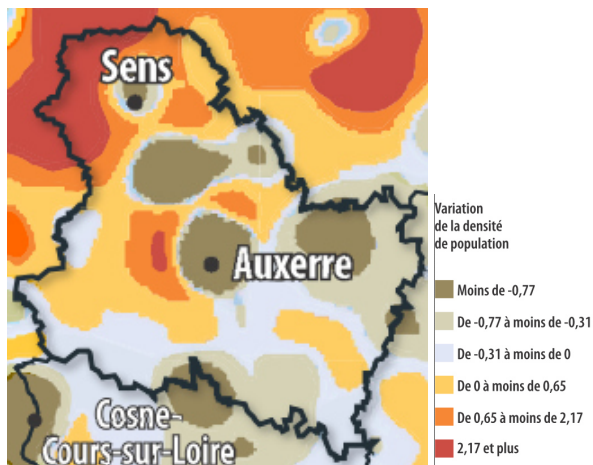 Sens
Auxerre
Cosne-
Cours-sur-Loire
Variation
de la densité
de population
Moins de -0,77
De -0,77 à moins de -0,31
De -0,31 à moins de 0
De 0 à moins de 0,65
De 0,65 à moins de 2,17
2,17 et plus